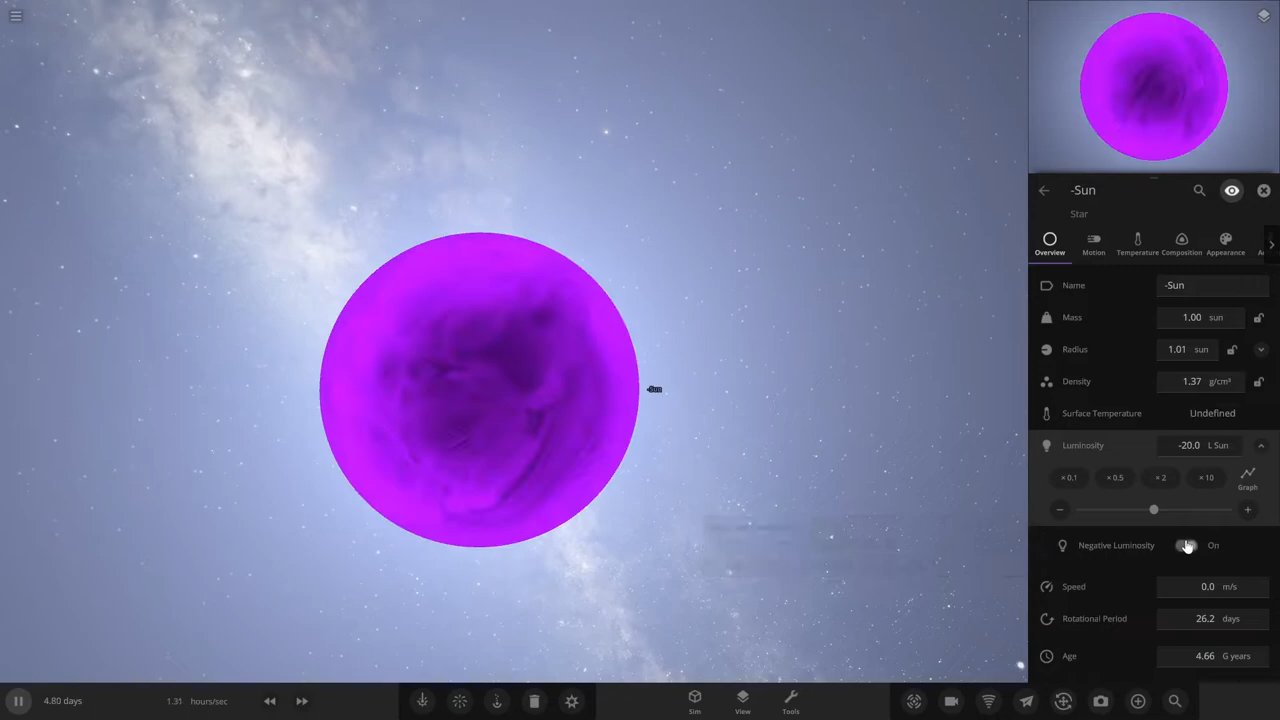 -Sun
-Sun
Star
Overview
Motion
Temperature
Composition
Appearance
Name
-Sun
Mass
1.00 sun
Radius
1.01 sun
Density
1.37 g/cm³
Surface Temperature
Undefined
Luminosity
-20.0 L Sun
× 0.1
× 0.5
× 2
× 10
Graph
Negative Luminosity
On
Speed
0.0 m/s
Rotational Period
26.2 days
Age
4.66 G years
4.80 days
1.31 hours/sec
Sim
View
Tools